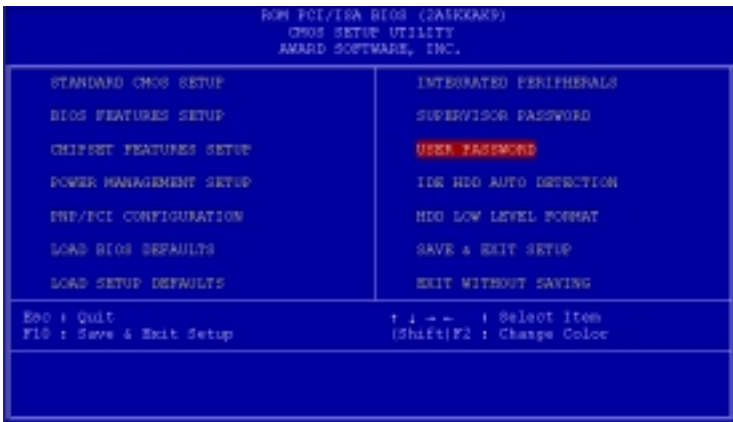 ROM PCI/ISA BIOS (2A5KKAK9)
CMOS SETUP UTILITY
AWARD SOFTWARE, INC.
STANDARD CMOS SETUP
BIOS FEATURES SETUP
CHIPSET FEATURES SETUP
POWER MANAGEMENT SETUP
PNP/PCI CONFIGURATION
LOAD BIOS DEFAULTS
LOAD SETUP DEFAULTS
INTEGRATED PERIPHERALS
SUPERVISOR PASSWORD
USER PASSWORD
IDE HDD AUTO DETECTION
HDD LOW LEVEL FORMAT
SAVE & EXIT SETUP
EXIT WITHOUT SAVING
Esc : Quit
F10 : Save & Exit Setup
↑ ↓ → ← : Select Item
(Shift)F2 : Change Color